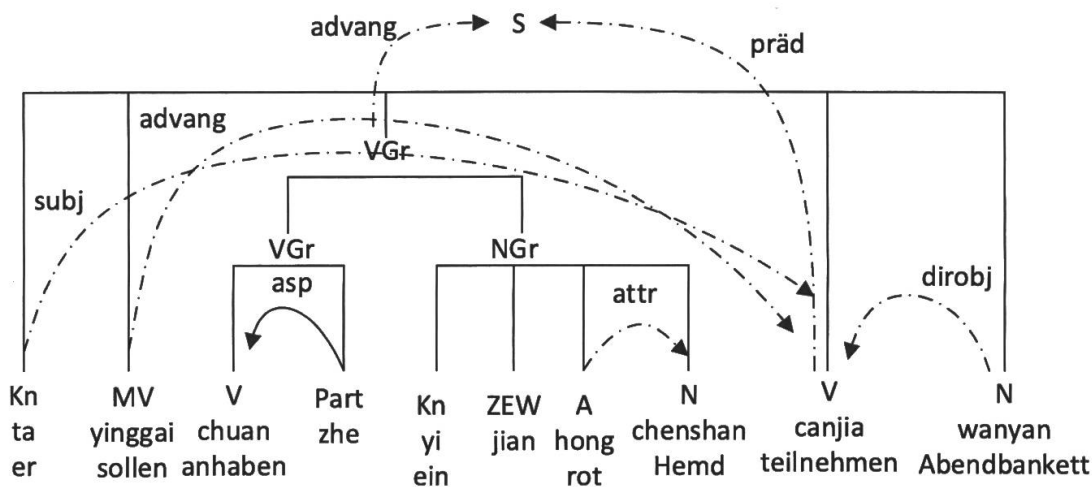 advang S präd
advang
VGr
subj
VGr NGr
asp attr dirobj
Kn MV V Part Kn ZEW A N V N
ta yinggai chuan zhe yi jian hong chenshan canjia wanyan
er sollen anhaben ein rot Hemd teilnehmen Abendbankett